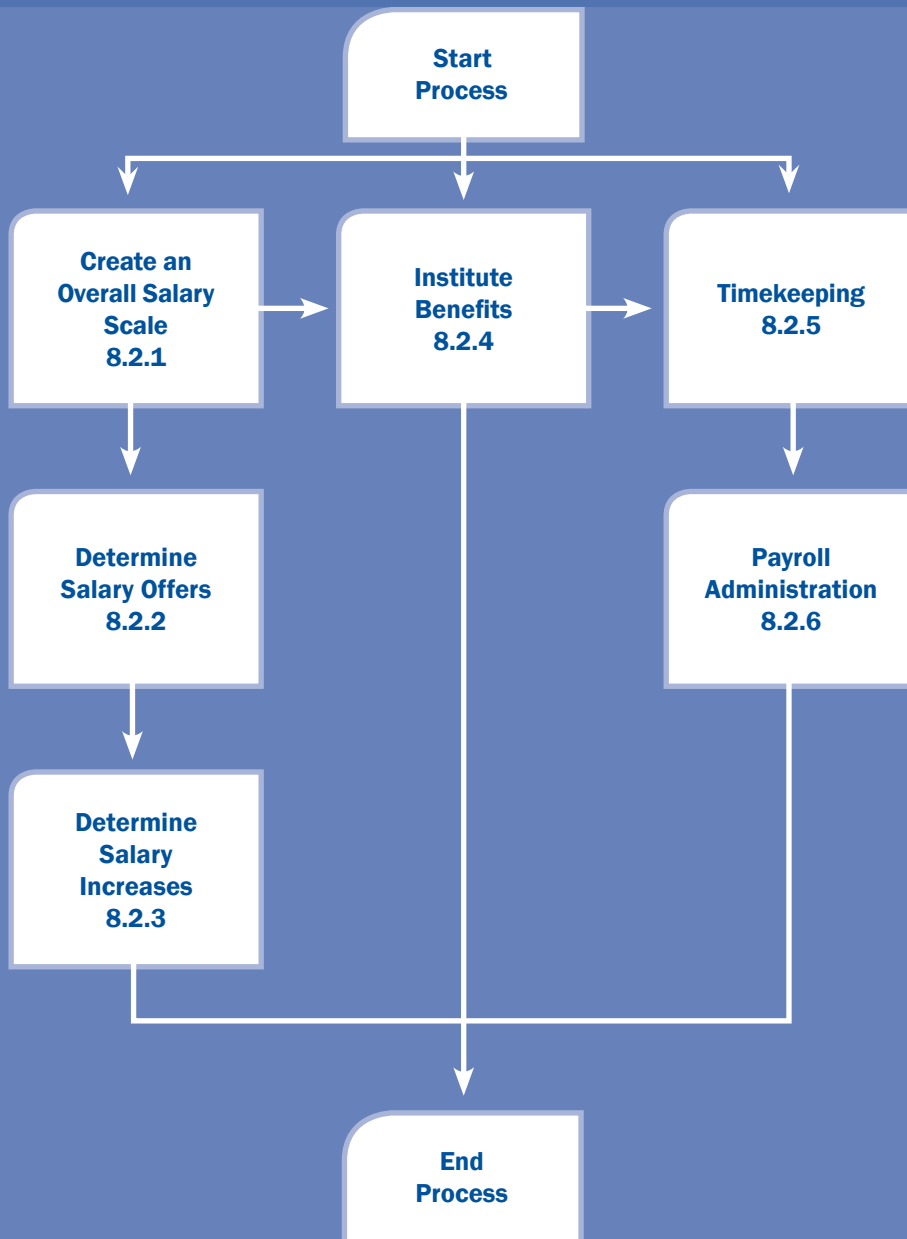 Start
Process
Create an
Overall Salary
Scale
8.2.1
Institute
Benefits
8.2.4
Timekeeping
8.2.5
Determine
Salary Offers
8.2.2
Payroll
Administration
8.2.6
Determine
Salary
Increases
8.2.3
End
Process